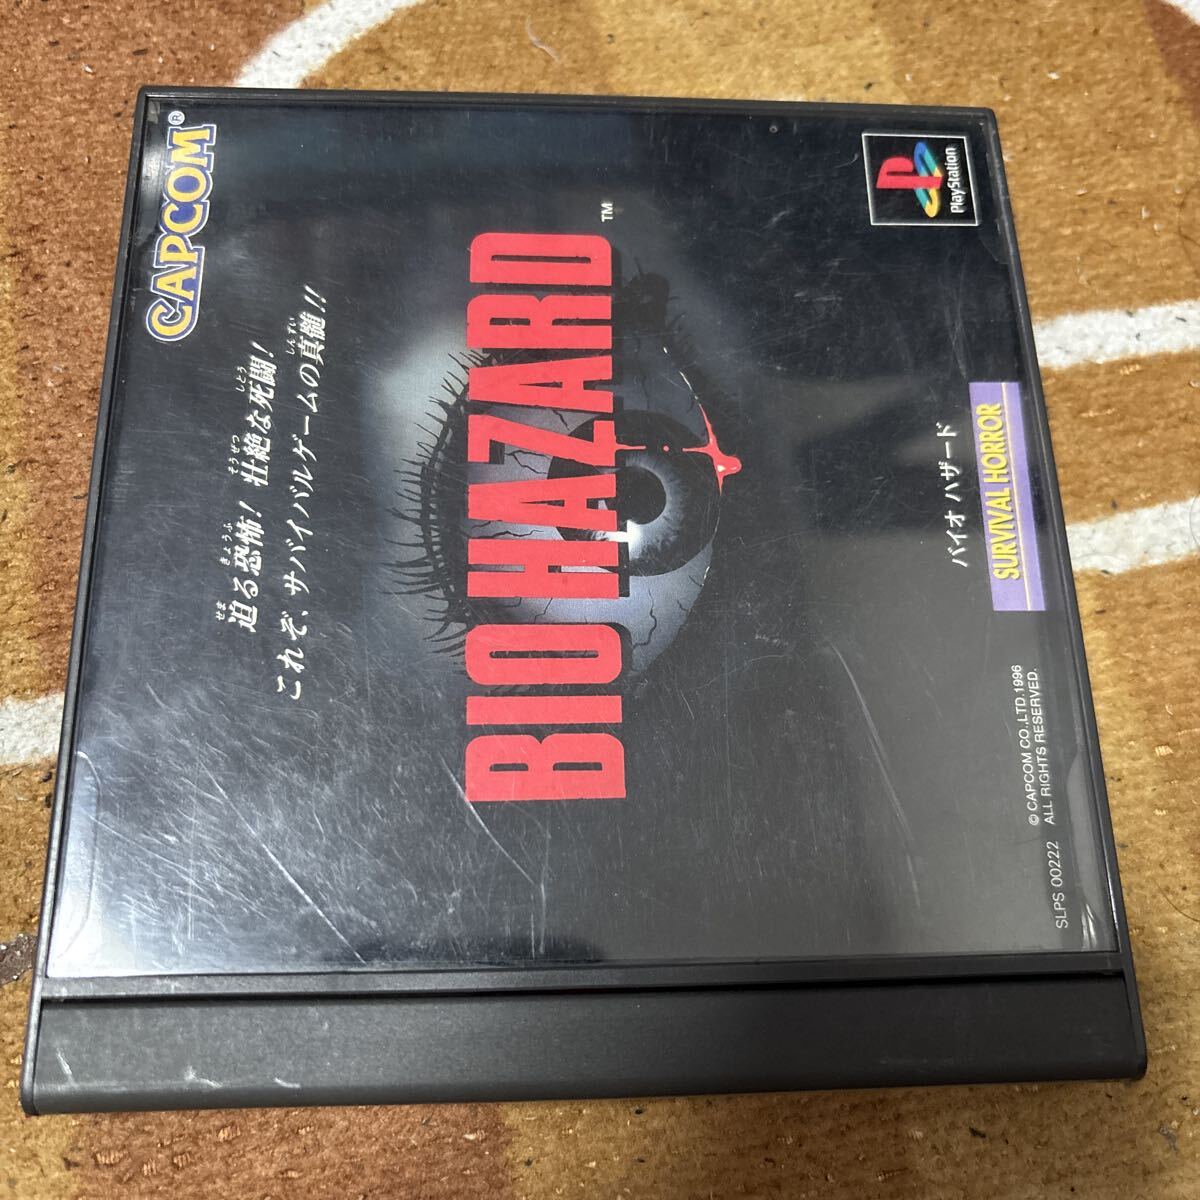 CAPCOM®
迫る恐怖！壮絶な死闘！
これぞ、サバイバルゲームの真髄!!
BIO HAZARD™
PlayStation
バイオ ハザード
SURVIVAL HORROR
© CAPCOM CO.,LTD.1996
ALL RIGHTS RESERVED.
SLPS 00222